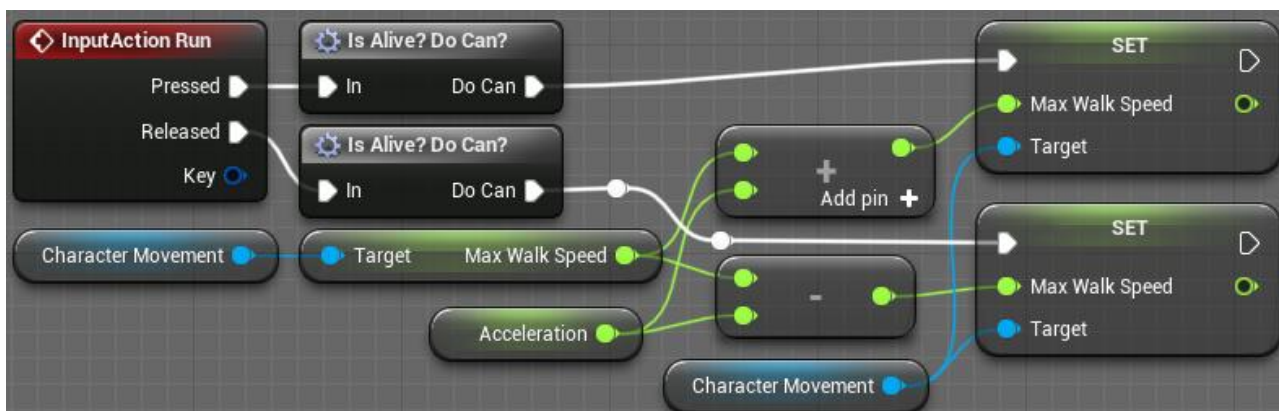 InputAction Run
Pressed
Released
Key
Is Alive? Do Can?
In Do Can
Is Alive? Do Can?
In Do Can
SET
Max Walk Speed
Target
+
Add pin +
Character Movement
Target Max Walk Speed
Acceleration
-
SET
Max Walk Speed
Target
Character Movement